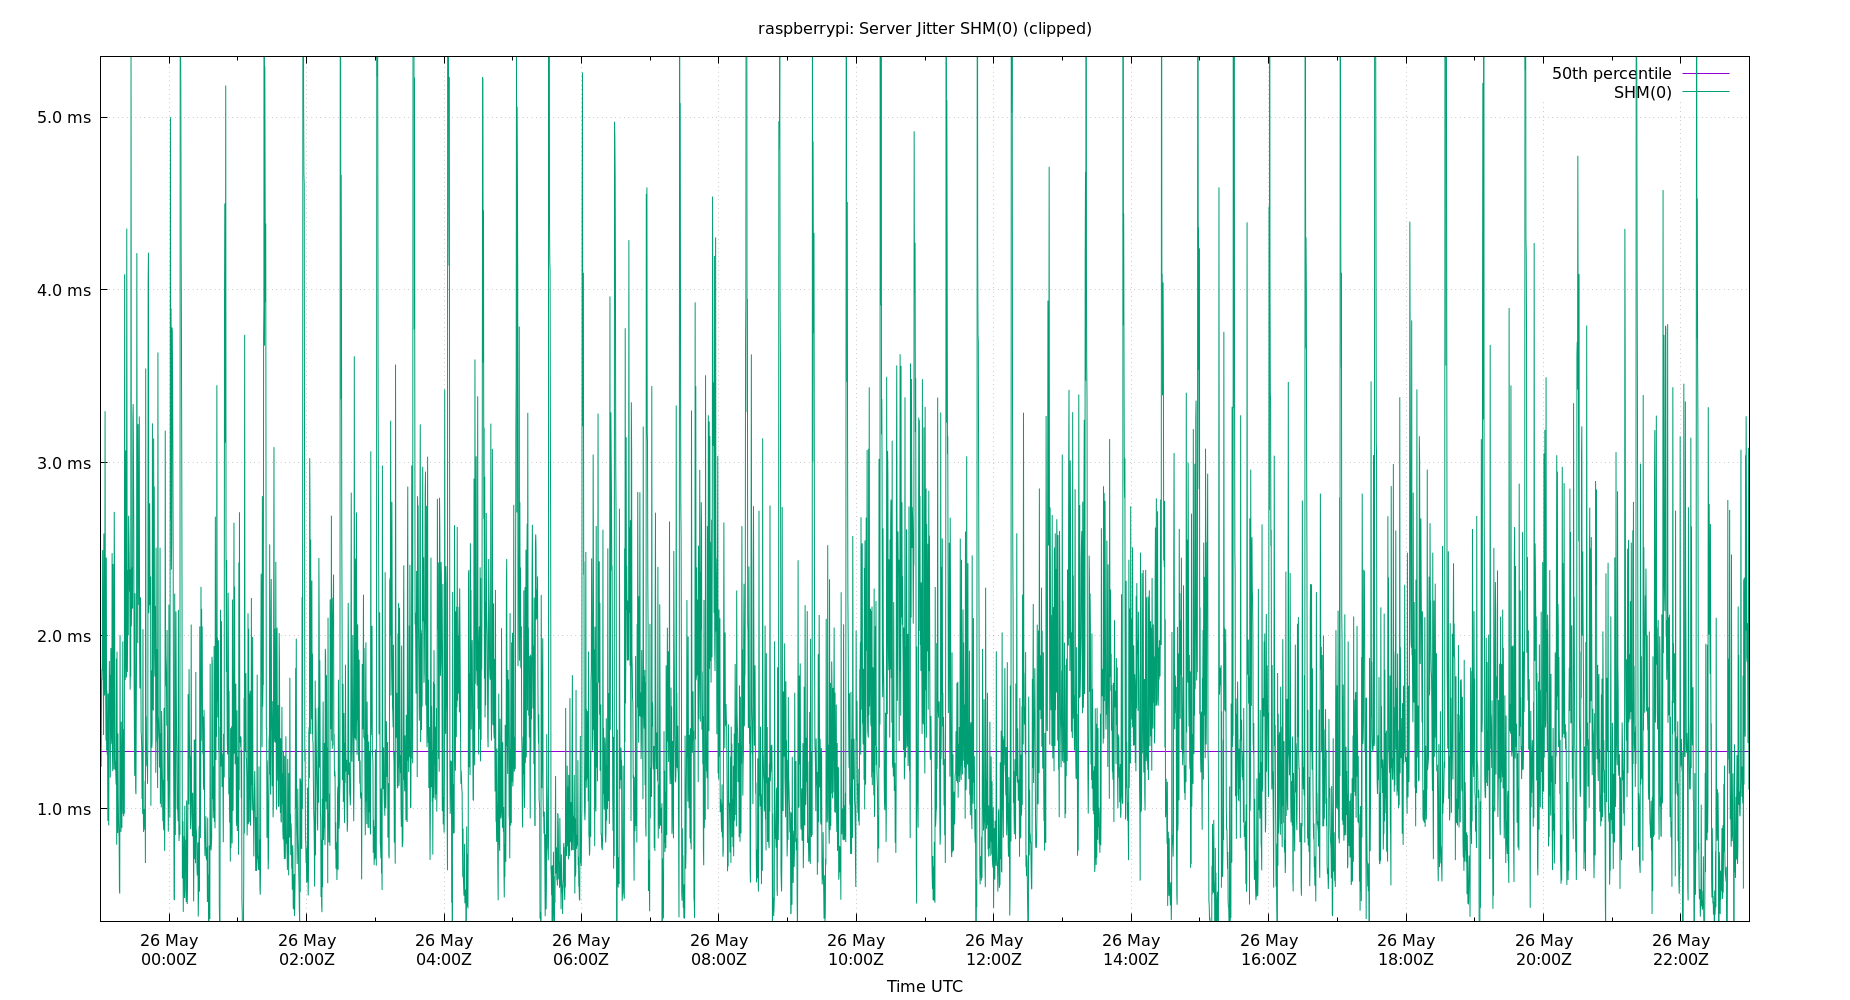 raspberrypi: Server Jitter SHM(0) (clipped)
50th percentile
SHM(0)
5.0 ms
4.0 ms
3.0 ms
2.0 ms
1.0 ms
26 May 26 May 26 May 26 May 26 May 26 May 26 May 26 May 26 May 26 May 26 May 26 May
00:00Z 02:00Z 04:00Z 06:00Z 08:00Z 10:00Z 12:00Z 14:00Z 16:00Z 18:00Z 20:00Z 22:00Z
Time UTC